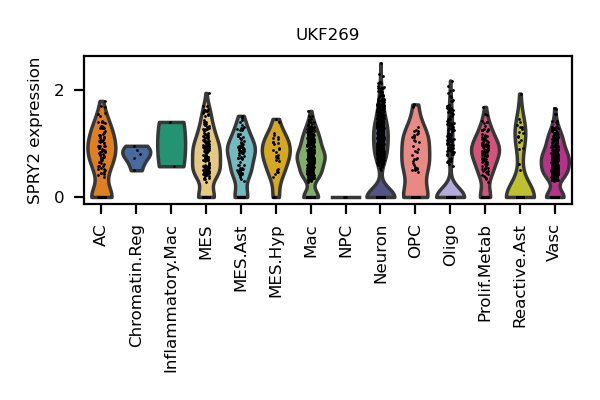 UKF269
SPRY2 expression
2
0
AC
Chromatin.Reg
Inflammatory.Mac
MES
MES.Ast
MES.Hyp
Mac
NPC
Neuron
OPC
Oligo
Prolif.Metab
Reactive.Ast
Vasc